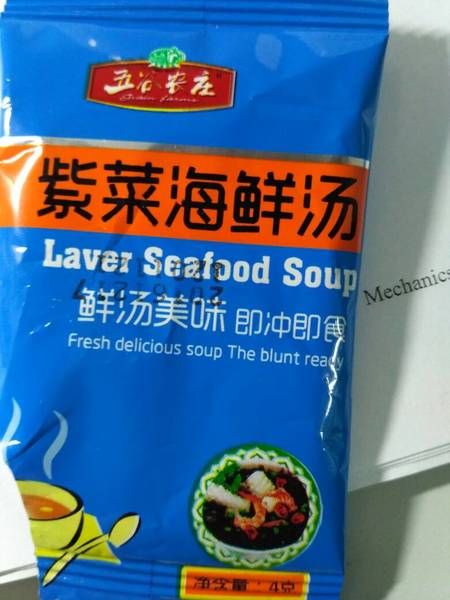 五谷农庄®
Grain farms
紫菜海鲜汤
Laver Seafood Soup
鲜汤美味 即冲即食
Fresh delicious soup The blunt ready
Mechanics
净含量:4克